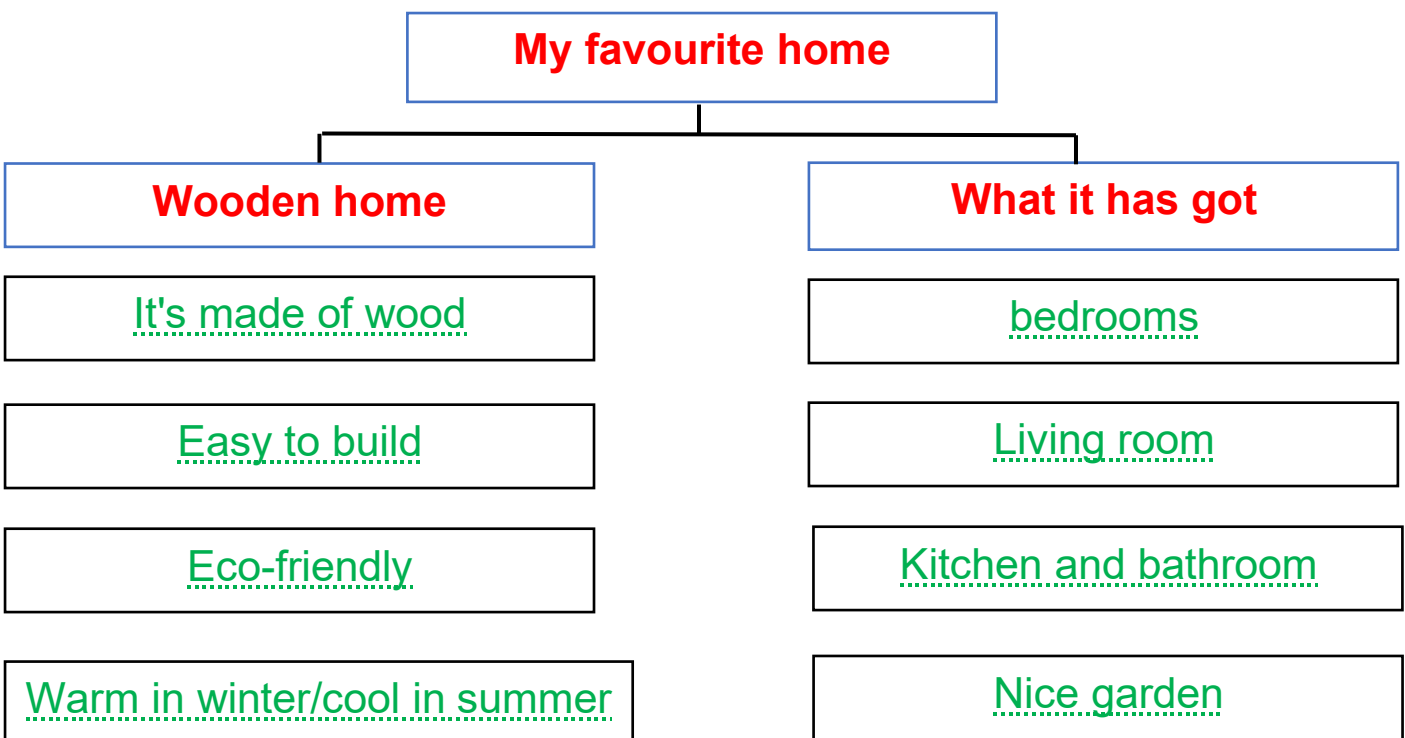 My favourite home
Wooden home
What it has got
It's made of wood
bedrooms
Easy to build
Living room
Eco-friendly
Kitchen and bathroom
Warm in winter/cool in summer
Nice garden